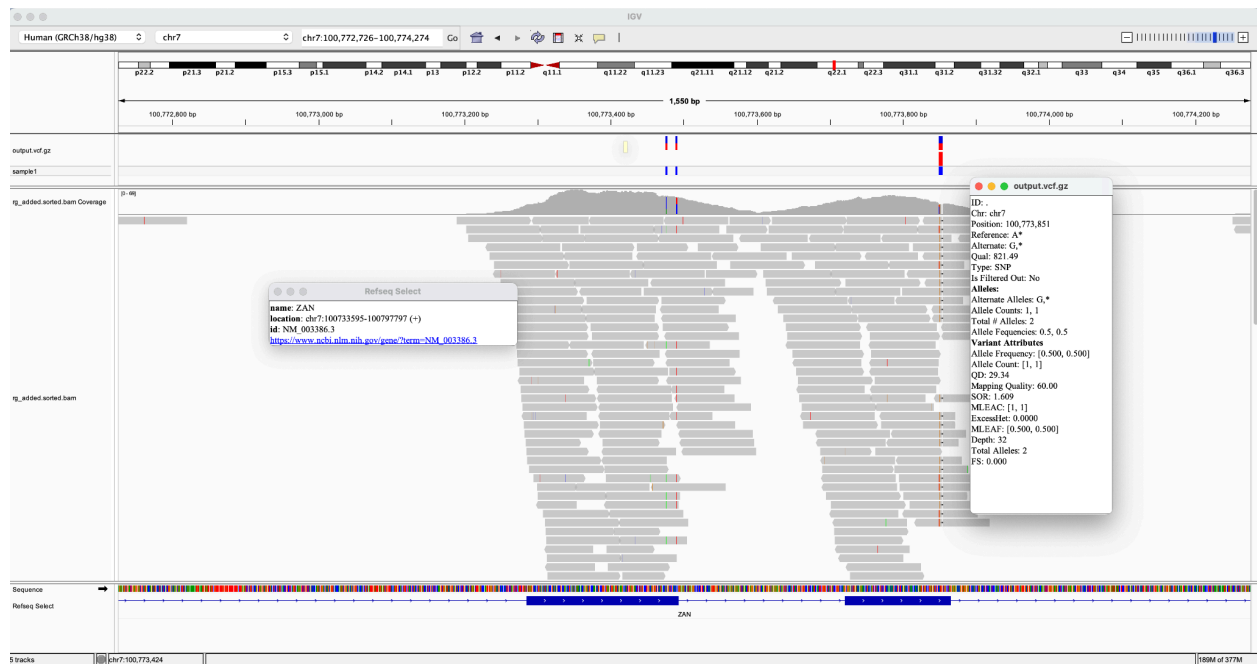 IGV
Human (GRCh38/hg38) chr7 chr7:100,772,726-100,774,274 Go
p22.2 p21.3 p21.2 p15.3 p15.1 p14.2 p14.1 p13 p12.2 p11.2 q11.1 q11.22 q11.23 q21.11 q21.12 q21.2 q22.1 q22.3 q31.1 q31.2 q31.32 q32.1 q33 q34 q35 q36.1 q36.3
1,550 bp
100,772,800 bp 100,773,000 bp 100,773,200 bp 100,773,400 bp 100,773,600 bp 100,773,800 bp 100,774,000 bp 100,774,200 bp
output.vcf.gz
sample1
rg_added.sorted.bam Coverage
[0 - 69]
output.vcf.gz
ID: .
Chr: chr7
Position: 100,773,851
Reference: A*
Alternate: G,*
Qual: 821.49
Type: SNP
Is Filtered Out: No
Alleles:
Alternate Alleles: G,*
Allele Counts: 1, 1
Total # Alleles: 2
Allele Fequencies: 0.5, 0.5
Variant Attributes
Allele Frequency: [0.500, 0.500]
Allele Count: [1, 1]
QD: 29.34
Mapping Quality: 60.00
SOR: 1.609
MLEAC: [1, 1]
ExcessHet: 0.0000
MLEAF: [0.500, 0.500]
Depth: 32
Total Alleles: 2
FS: 0.000
Refseq Select
name: ZAN
location: chr7:100733595-100797797 (+)
id: NM_003386.3
https://www.ncbi.nlm.nih.gov/gene/?term=NM_003386.3
rg_added.sorted.bam
Sequence
Refseq Select
ZAN
5 tracks chr7:100,773,424 189M of 377M